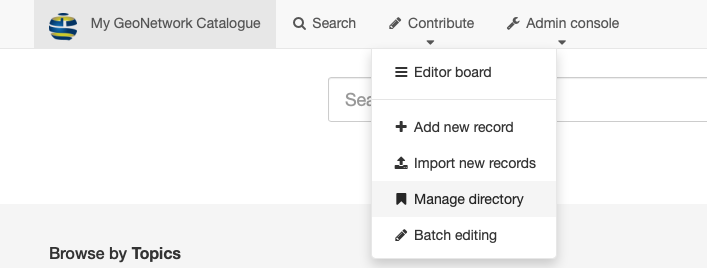 My GeoNetwork Catalogue Search Contribute Admin console
Editor board
Sea
Add new record
Import new records
Manage directory
Batch editing
Browse by Topics